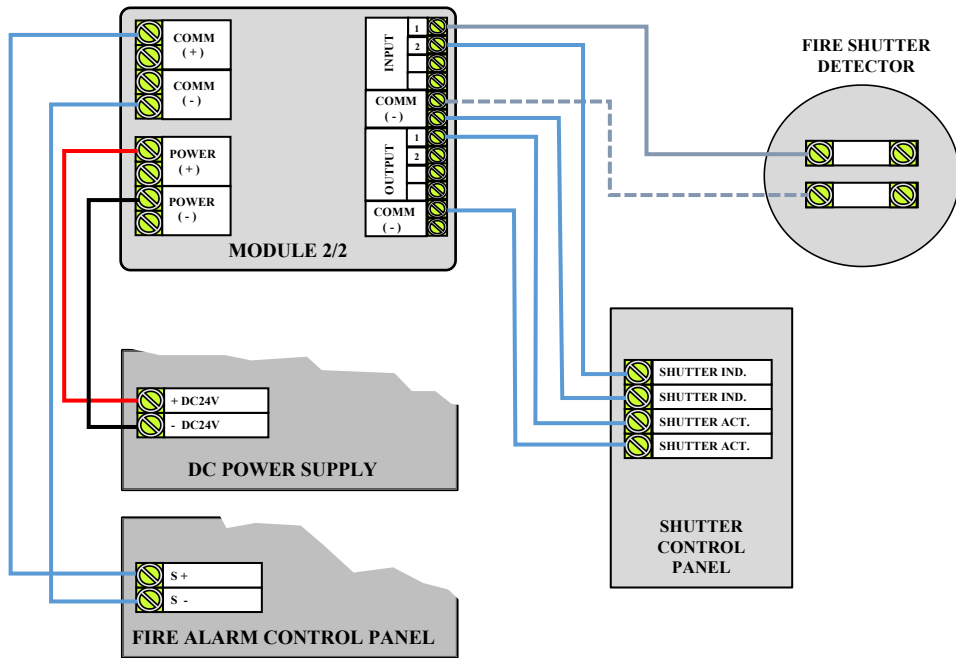 COMM
( + )
COMM
( - )
POWER
( + )
POWER
( - )
INPUT
1
2
COMM
( - )
OUTPUT
1
2
COMM
( - )
MODULE 2/2
FIRE SHUTTER
DETECTOR
+ DC24V
- DC24V
DC POWER SUPPLY
SHUTTER IND.
SHUTTER IND.
SHUTTER ACT.
SHUTTER ACT.
SHUTTER
CONTROL
PANEL
S +
S -
FIRE ALARM CONTROL PANEL